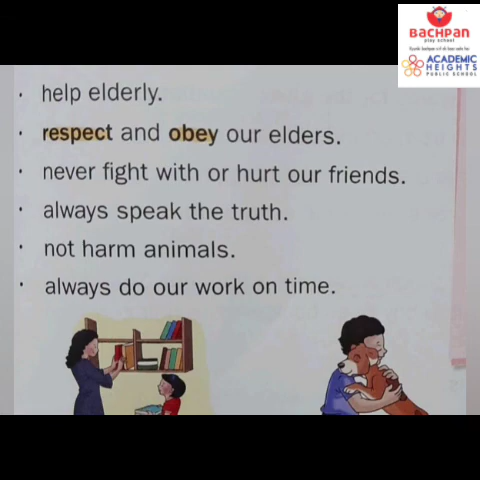 BACHPAN
play school
ACADEMIC
HEIGHTS
PUBLIC SCHOOL
· help elderly.
· respect and obey our elders.
· never fight with or hurt our friends.
· always speak the truth.
· not harm animals.
· always do our work on time.